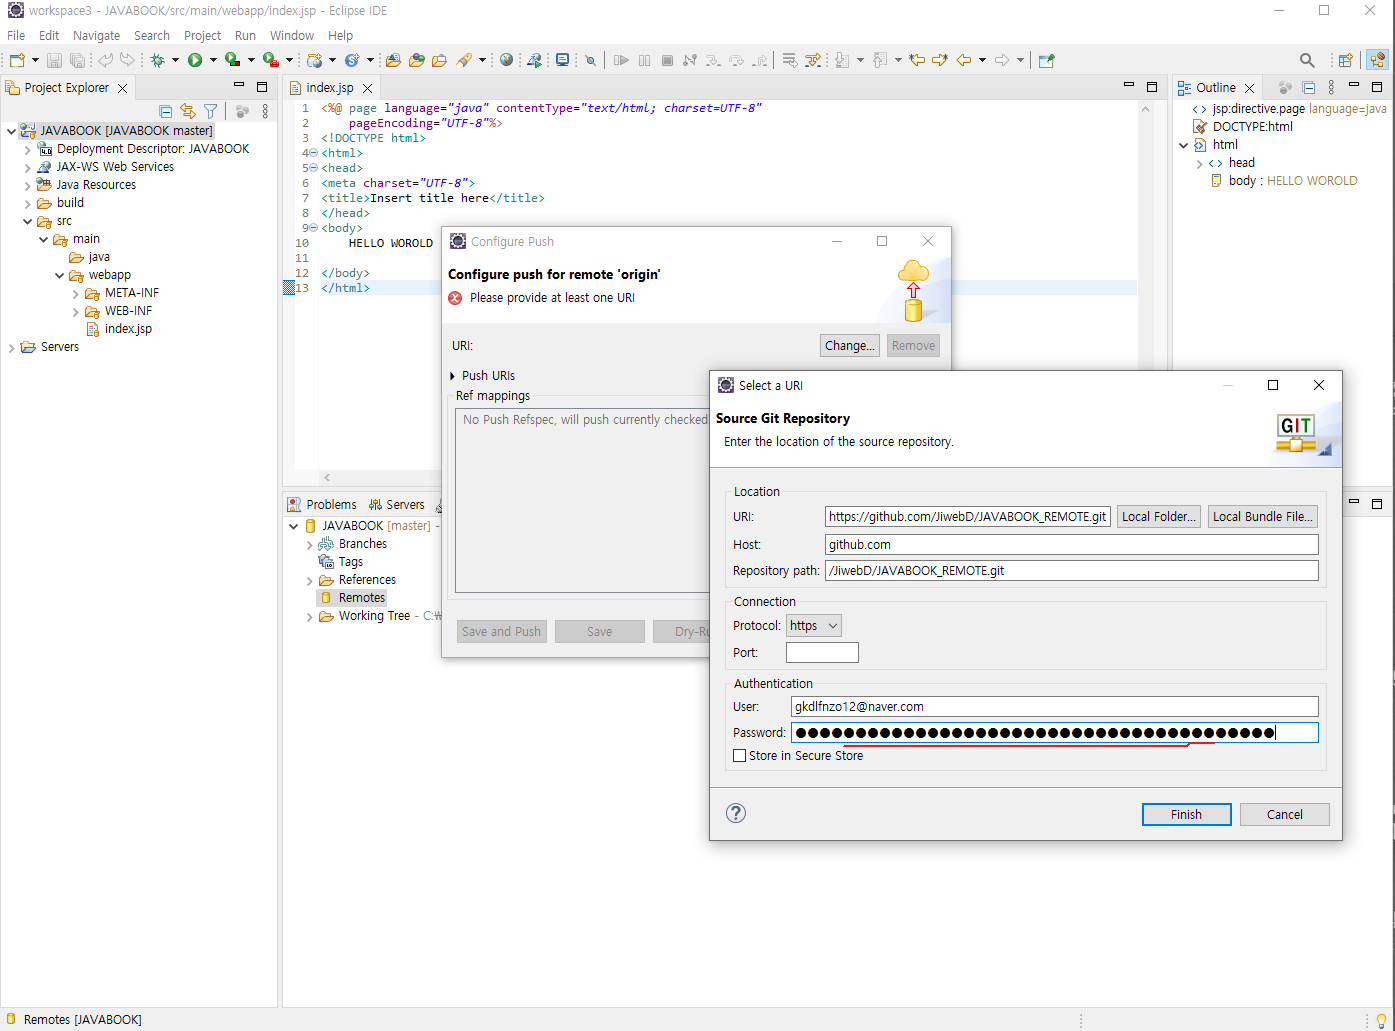 workspace3 - JAVABOOK/src/main/webapp/index.jsp - Eclipse IDE
File Edit Navigate Search Project Run Window Help
Project Explorer
JAVABOOK [JAVABOOK master]
Deployment Descriptor: JAVABOOK
JAX-WS Web Services
Java Resources
build
src
main
java
webapp
META-INF
WEB-INF
index.jsp
Servers
index.jsp
1 <%@ page language="java" contentType="text/html; charset=UTF-8"
2 pageEncoding="UTF-8"%>
3 <!DOCTYPE html>
4 <html>
5 <head>
6 <meta charset="UTF-8">
7 <title>Insert title here</title>
8 </head>
9 <body>
10 HELLO WOROLD
11
12 </body>
13 </html>
Outline
jsp:directive.page language=java
DOCTYPE:html
html
head
body : HELLO WOROLD
Problems Servers
JAVABOOK [master] -
Branches
Tags
References
Remotes
Working Tree - C:₩
Configure Push
Configure push for remote 'origin'
Please provide at least one URI
URI:
Change... Remove
Push URIs
Ref mappings
No Push Refspec, will push currently checked
Save and Push Save Dry-Ru
Select a URI
Source Git Repository
Enter the location of the source repository.
GIT
Location
URI: https://github.com/JiwebD/JAVABOOK_REMOTE.git Local Folder... Local Bundle File...
Host: github.com
Repository path: /JiwebD/JAVABOOK_REMOTE.git
Connection
Protocol: https
Port:
Authentication
User: gkdlfnzo12@naver.com
Password: ●●●●●●●●●●●●●●●●●●●●●●●●●●●●●●●●●●●●●●●●
Store in Secure Store
Finish Cancel
Remotes [JAVABOOK]